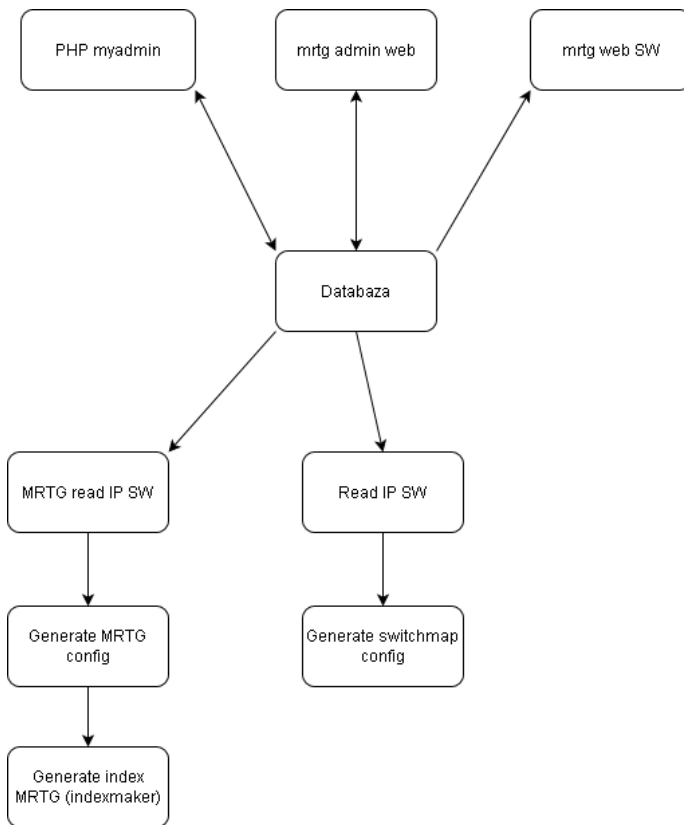 PHP myadmin
mrtg admin web
mrtg web SW
Databaza
MRTG read IP SW
Read IP SW
Generate MRTG
config
Generate switchmap
config
Generate index
MRTG (indexmaker)